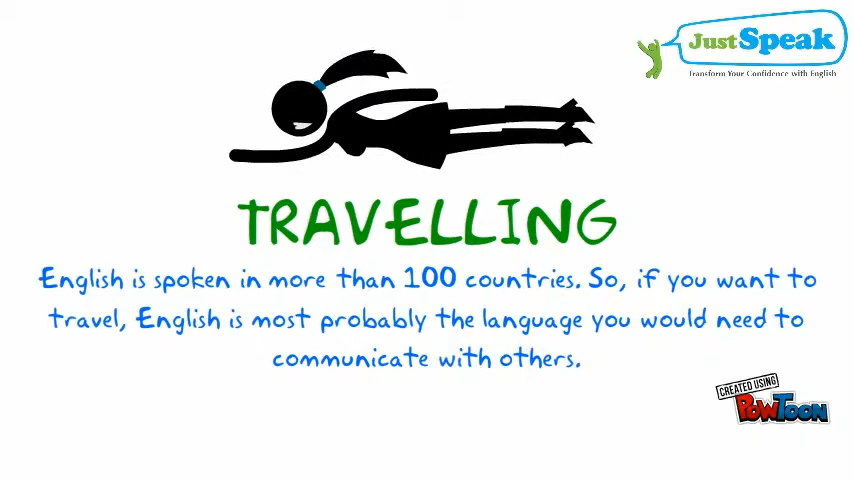 JustSpeak
Transform Your Confidence with English
TRAVELLING
English is spoken in more than 100 countries. So, if you want to
travel, English is most probably the language you would need to
communicate with others.
CREATED USING
POWTOON